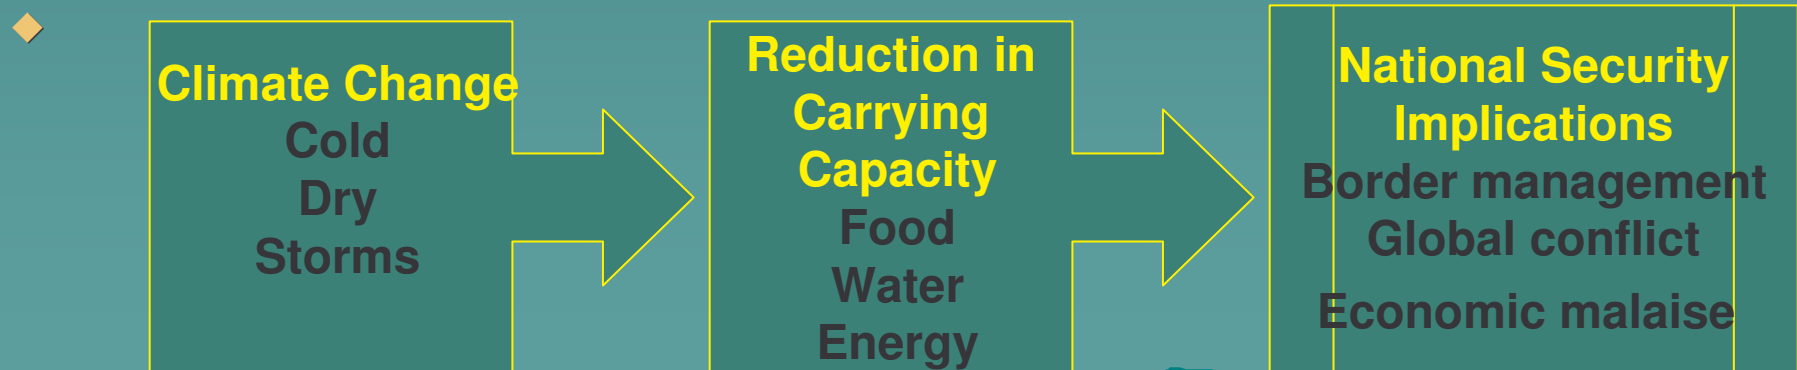 Climate Change
Cold
Dry
Storms
Reduction in
Carrying
Capacity
Food
Water
Energy
National Security
Implications
Border management
Global conflict
Economic malaise